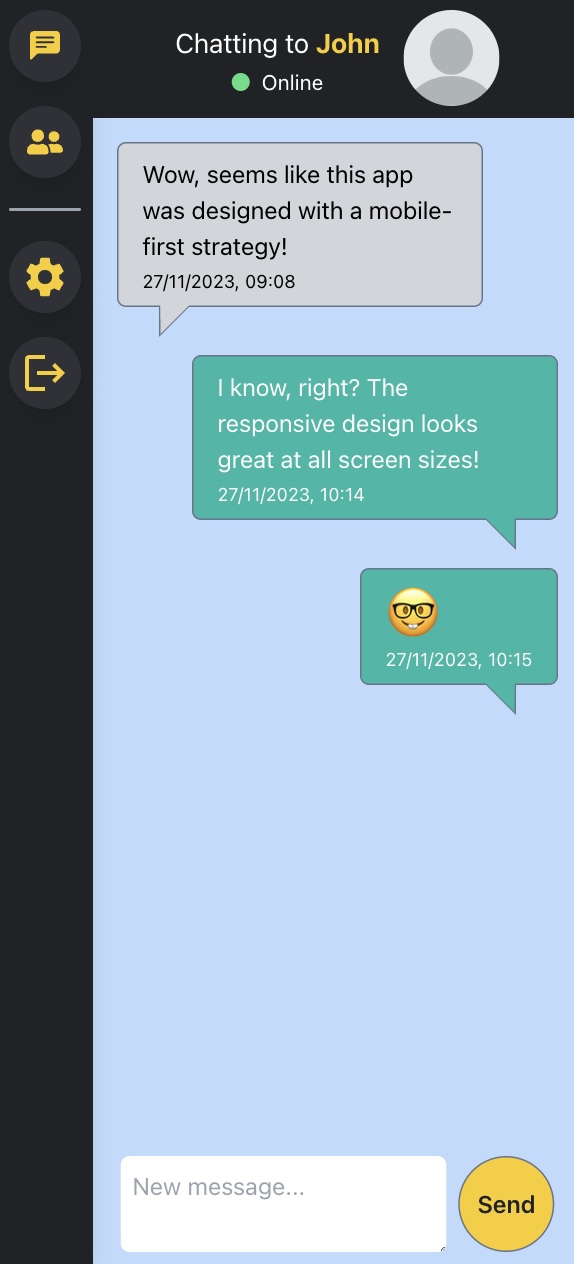 Chatting to John
Online
Wow, seems like this app
was designed with a mobile-
first strategy!
27/11/2023, 09:08
I know, right? The
responsive design looks
great at all screen sizes!
27/11/2023, 10:14
🤓
27/11/2023, 10:15
New message...
Send